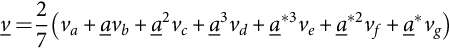 v = 2/7 (v_a + a v_b + a^2 v_c + a^3 v_d + a^{*3} v_e + a^{*2} v_f + a^* v_g)